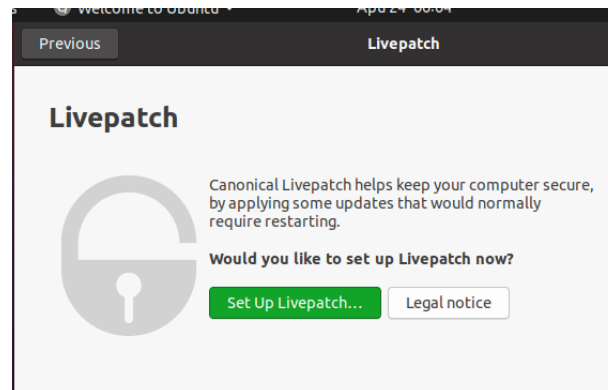 Welcome to Ubuntu
Previous
Livepatch
Livepatch
Canonical Livepatch helps keep your computer secure,
by applying some updates that would normally
require restarting.
Would you like to set up Livepatch now?
Set Up Livepatch...
Legal notice